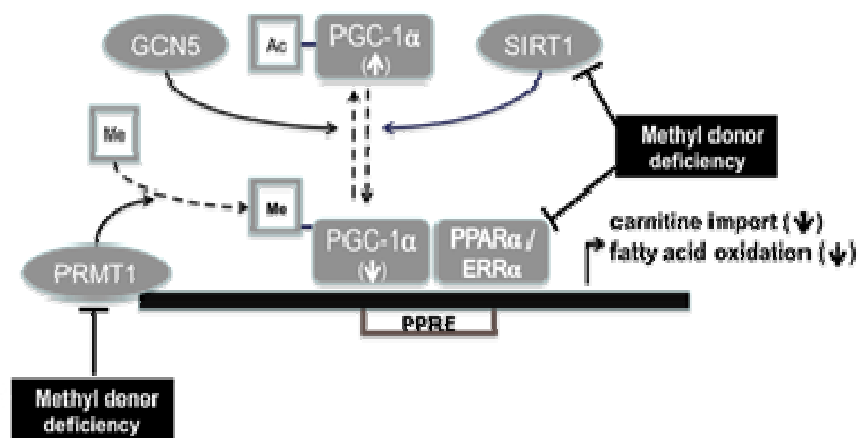 GCN5
Ac
PGC-1α
(↑)
SIRT1
Me
Methyl donor
deficiency
Me
PGC-1α
(↓)
PPARα/
ERRα
carnitine import (↓)
fatty acid oxidation (↓)
PRMT1
PPRE
Methyl donor
deficiency